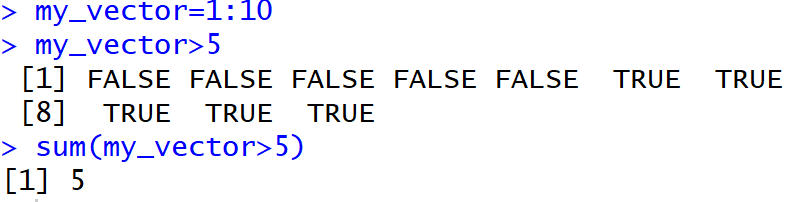 > my_vector=1:10
> my_vector>5
[1] FALSE FALSE FALSE FALSE FALSE TRUE TRUE
[8] TRUE TRUE TRUE
> sum(my_vector>5)
[1] 5